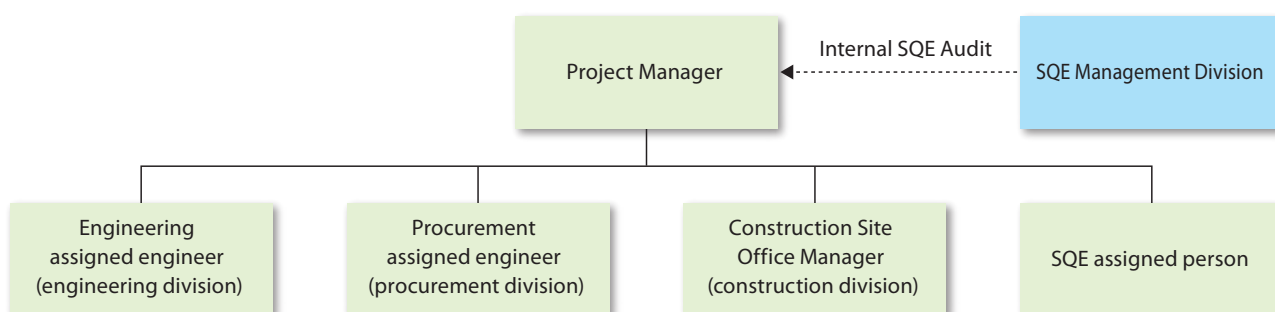 Project Manager
Internal SQE Audit
SQE Management Division
Engineering
assigned engineer
(engineering division)
Procurement
assigned engineer
(procurement division)
Construction Site
Office Manager
(construction division)
SQE assigned person